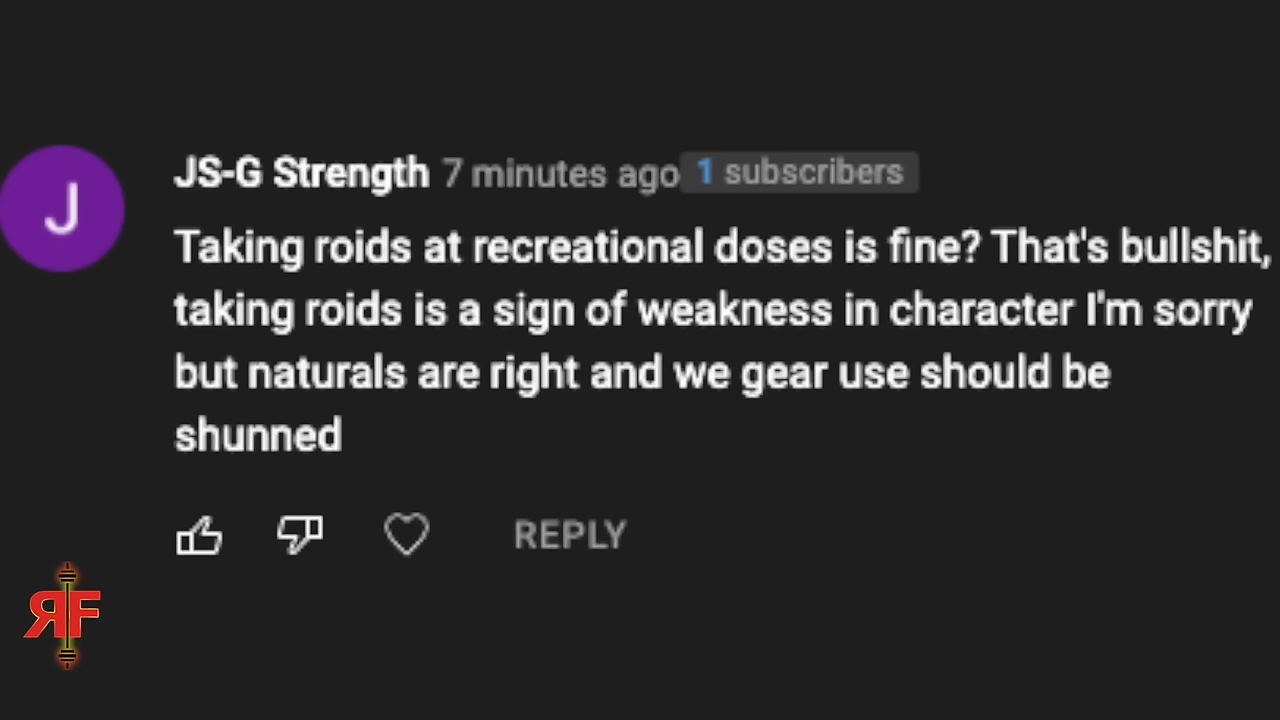 J
JS-G Strength 7 minutes ago 1 subscribers
Taking roids at recreational doses is fine? That's bullshit,
taking roids is a sign of weakness in character I'm sorry
but naturals are right and we gear use should be
shunned
REPLY
RF